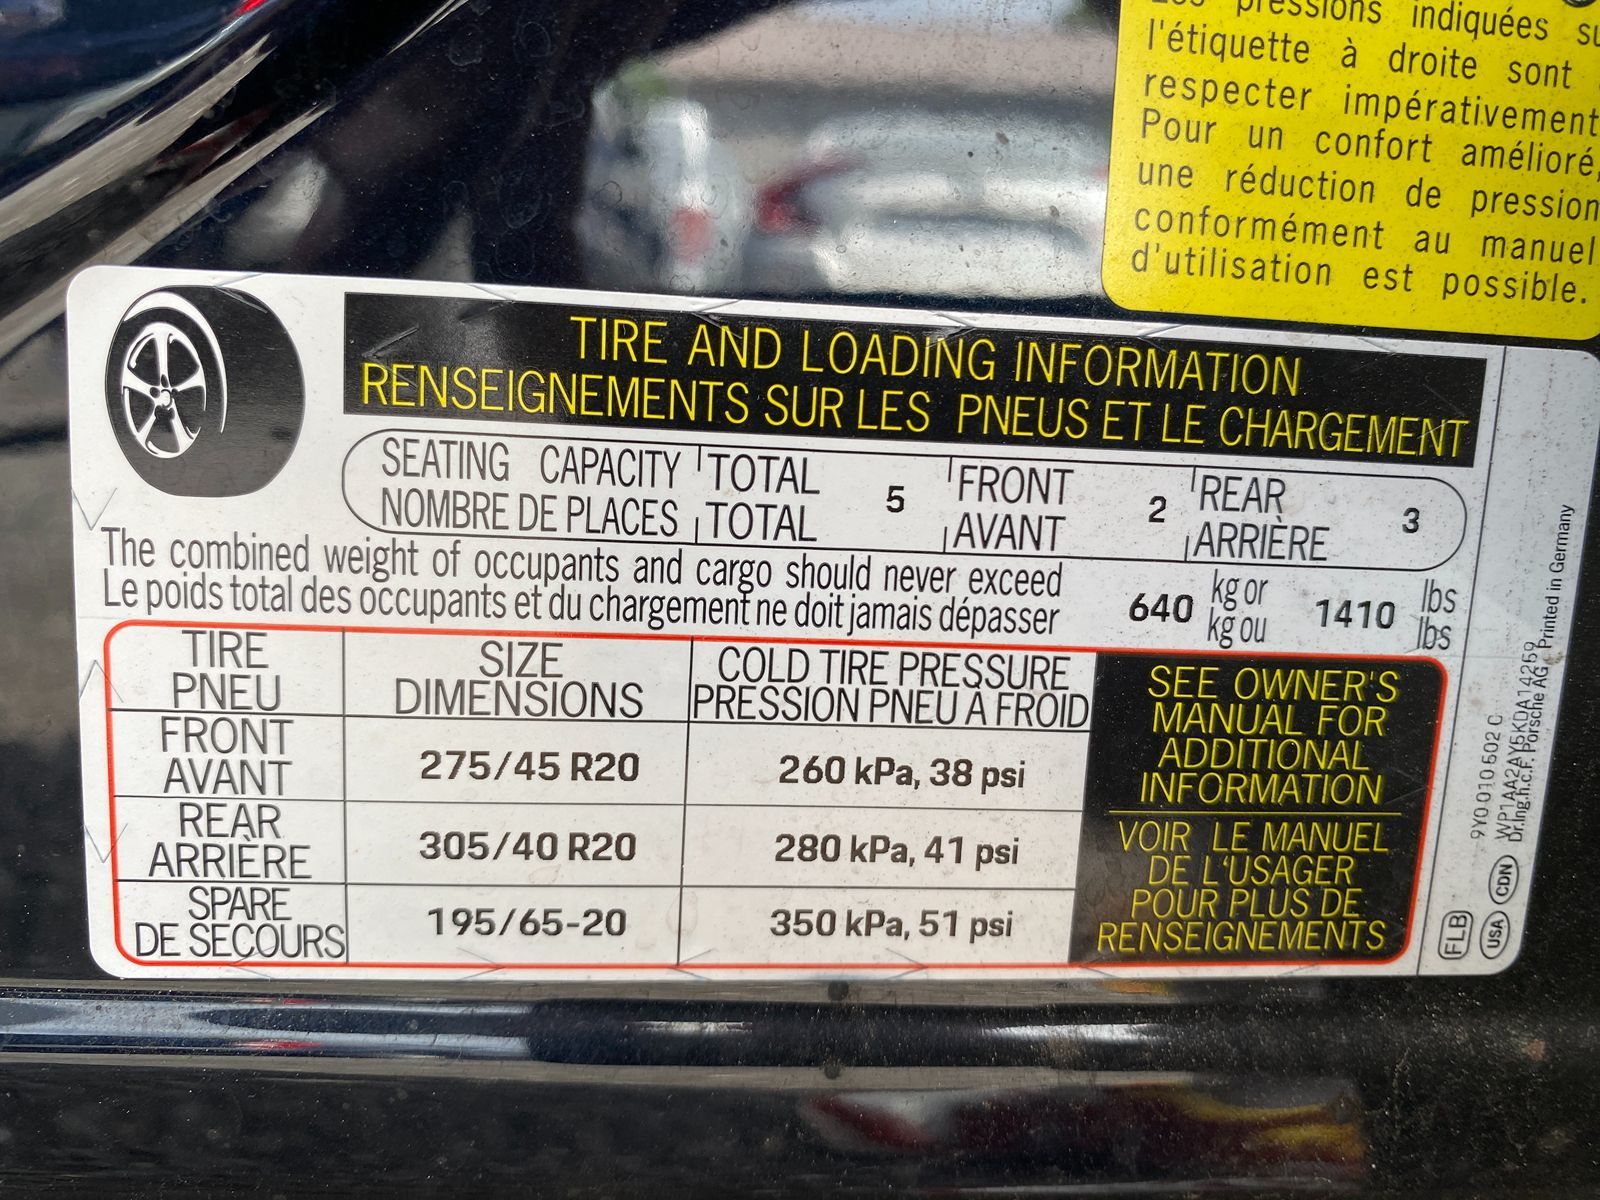 pressions indiquées
l'étiquette à droite sont
respecter impérativement
Pour un confort amélioré,
une réduction de pression
conformément au manuel
d'utilisation est possible.
TIRE AND LOADING INFORMATION
RENSEIGNEMENTS SUR LES PNEUS ET LE CHARGEMENT
SEATING CAPACITY TOTAL 5 FRONT 2 REAR 3
NOMBRE DE PLACES TOTAL AVANT ARRIÈRE
The combined weight of occupants and cargo should never exceed 640 kg or 1410 lbs
Le poids total des occupants et du chargement ne doit jamais dépasser kg ou lbs
TIRE SIZE COLD TIRE PRESSURE
PNEU DIMENSIONS PRESSION PNEU A FROID
FRONT
AVANT 275/45 R20 260 kPa, 38 psi
REAR
ARRIÈRE 305/40 R20 280 kPa, 41 psi
SPARE
DE SECOURS 195/65-20 350 kPa, 51 psi
SEE OWNER'S
MANUAL FOR
ADDITIONAL
INFORMATION
VOIR LE MANUEL
DE L'USAGER
POUR PLUS DE
RENSEIGNEMENTS
9Y0 010 502 C
WP1AA2AY5KDA14259
Dr.Ing.h.c.F. Porsche AG Printed in Germany
FLB USA CDN